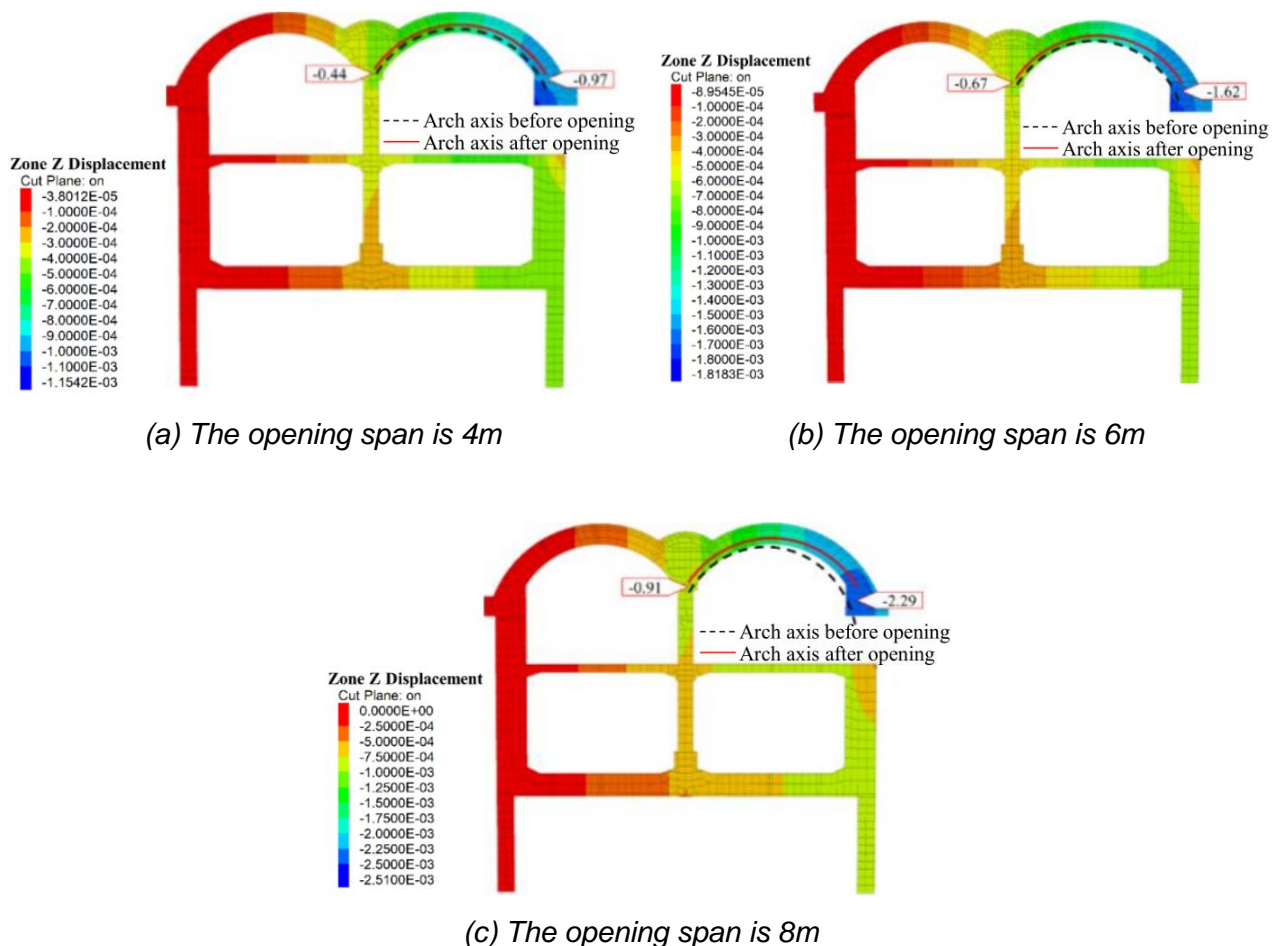 -0.44
-0.97
Arch axis before opening
Arch axis after opening
Zone Z Displacement
Cut Plane: on
-3.8012E-05
-1.0000E-04
-2.0000E-04
-3.0000E-04
-4.0000E-04
-5.0000E-04
-6.0000E-04
-7.0000E-04
-8.0000E-04
-9.0000E-04
-1.0000E-03
-1.1000E-03
-1.1542E-03
(a) The opening span is 4m
Zone Z Displacement
Cut Plane: on
-8.9545E-05
-1.0000E-04
-2.0000E-04
-3.0000E-04
-4.0000E-04
-5.0000E-04
-6.0000E-04
-7.0000E-04
-8.0000E-04
-9.0000E-04
-1.0000E-03
-1.1000E-03
-1.2000E-03
-1.3000E-03
-1.4000E-03
-1.5000E-03
-1.6000E-03
-1.7000E-03
-1.8000E-03
-1.8183E-03
-0.67
-1.62
Arch axis before opening
Arch axis after opening
(b) The opening span is 6m
-0.91
-2.29
Arch axis before opening
Arch axis after opening
Zone Z Displacement
Cut Plane: on
0.0000E+00
-2.5000E-04
-5.0000E-04
-7.5000E-04
-1.0000E-03
-1.2500E-03
-1.5000E-03
-1.7500E-03
-2.0000E-03
-2.2500E-03
-2.5000E-03
-2.5100E-03
(c) The opening span is 8m